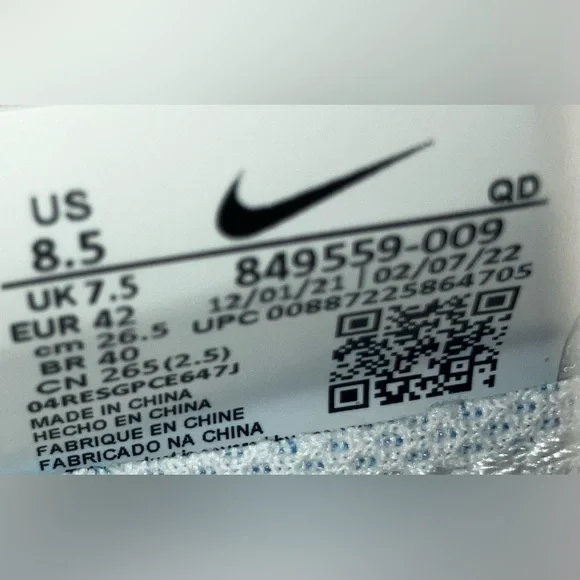 US
8.5
QD
849559-009
UK 7.5
12/01/21 | 02/07/22
EUR 42
UPC 00887225864705
cm 26.5
BR 40
CN 265(2.5)
04RESGPCE647J
MADE IN CHINA
HECHO EN CHINA
FABRIQUE EN CHINE
FABRICADO NA CHINA